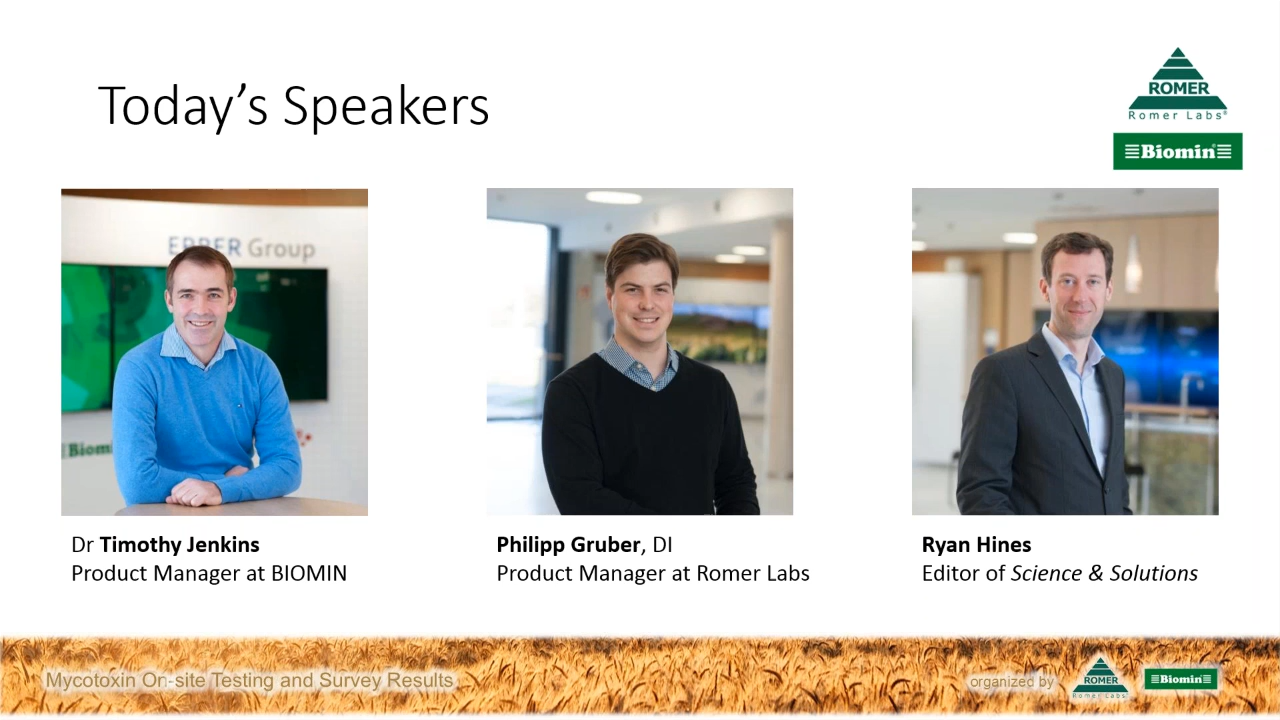 Today's Speakers
ROMER
Romer Labs®
Biomin®
ERBER Group
Biomi
Dr Timothy Jenkins
Product Manager at BIOMIN
Philipp Gruber, DI
Product Manager at Romer Labs
Ryan Hines
Editor of Science & Solutions
Mycotoxin On-site Testing and Survey Results
organized by
ROMER
Romer Labs
Biomin